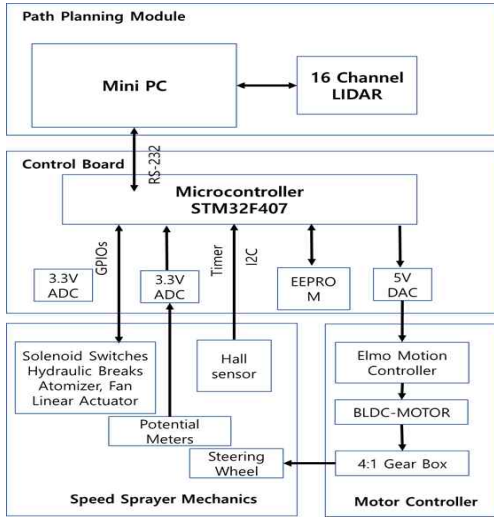 Path Planning Module
Mini PC
16 Channel
LIDAR
RS-232
Control Board
Microcontroller
STM32F407
GPIOs
Timer
I2C
3.3V
ADC
3.3V
ADC
EEPRO
M
5V
DAC
Solenoid Switches
Hydraulic Breaks
Atomizer, Fan
Linear Actuator
Hall
sensor
Potential
Meters
Steering
Wheel
Speed Sprayer Mechanics
Elmo Motion
Controller
BLDC-MOTOR
4:1 Gear Box
Motor Controller